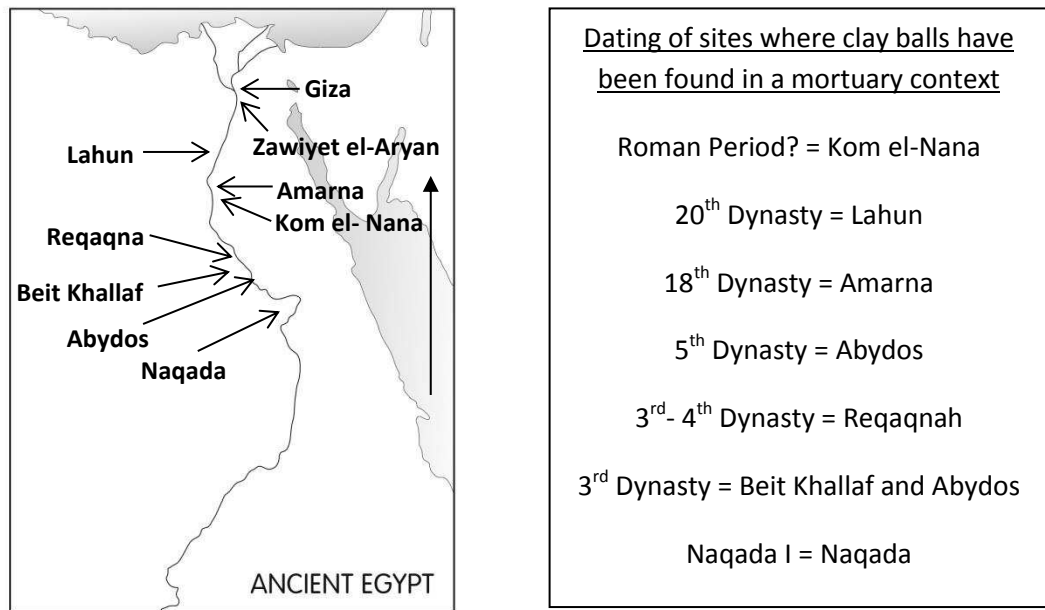 Giza
Zawiyet el-Aryan
Lahun
Amarna
Kom el- Nana
Reqaqna
Beit Khallaf
Abydos
Naqada
ANCIENT EGYPT
Dating of sites where clay balls have
been found in a mortuary context
Roman Period? = Kom el-Nana
20th Dynasty = Lahun
18th Dynasty = Amarna
5th Dynasty = Abydos
3rd- 4th Dynasty = Reqaqnah
3rd Dynasty = Beit Khallaf and Abydos
Naqada I = Naqada